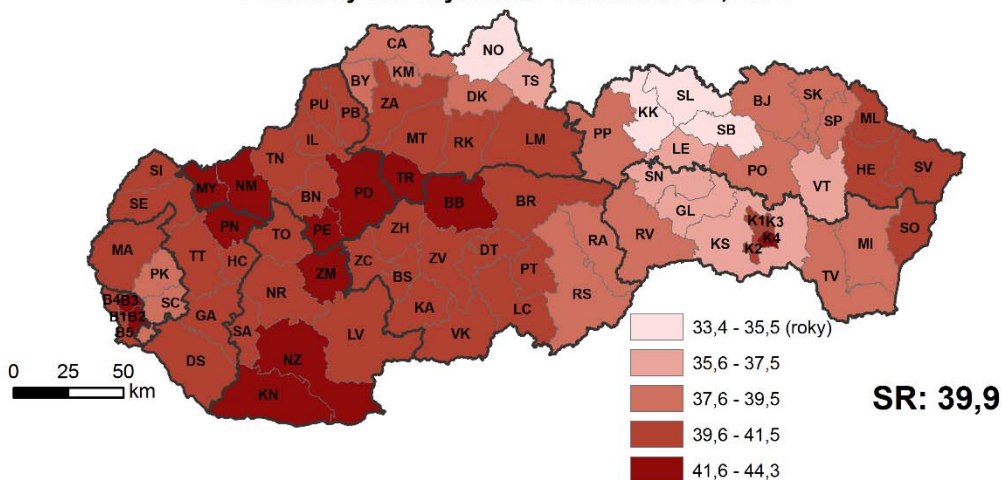 CA
NO
KM
BY
TS
DK
PU
PB
ZA
IL
MT
RK
LM
TN
SI
MY
NM
BN
PD
TR
BB
BR
SE
PN
PE
ZH
MA
TT
HC
TO
ZM
ZC
ZV
DT
PT
PK
SC
GA
NR
BS
KA
B4B3
B1B2
B5
SA
LV
VK
LC
DS
NZ
KN
KK
SL
BJ
SK
SP
ML
PP
SB
LE
PO
VT
HE
SV
SN
GL
RV
KS
K1K3
K4
K2
MI
SO
TV
RA
RS
0 25 50
km
33,4 - 35,5 (roky)
35,6 - 37,5
37,6 - 39,5
39,6 - 41,5
41,6 - 44,3
SR: 39,9